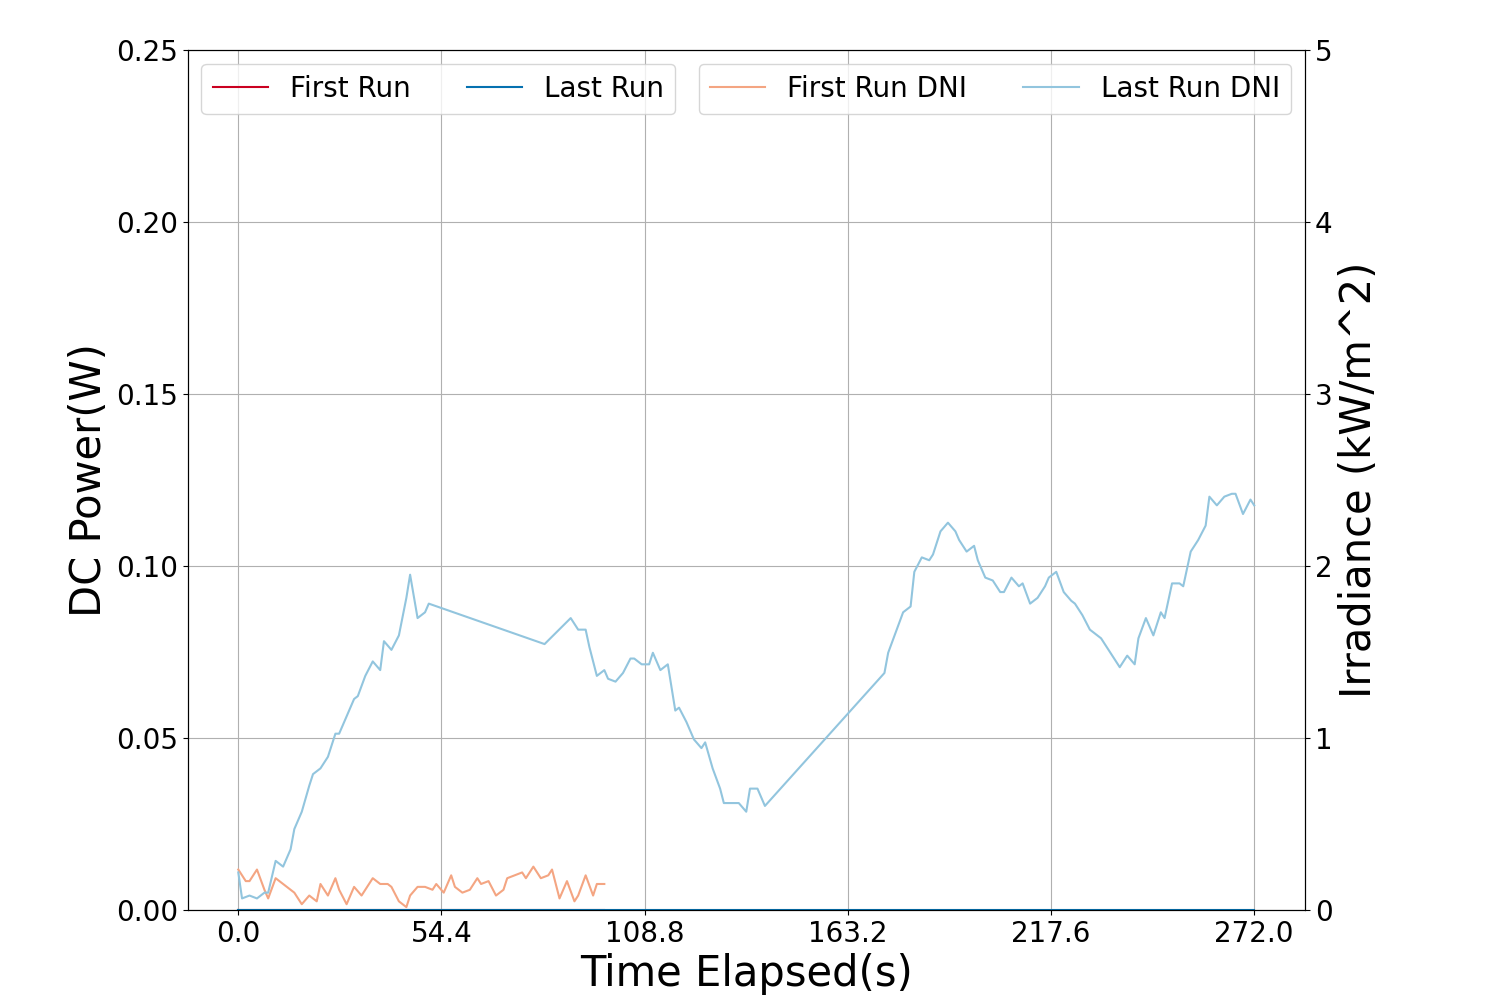 First Run
Last Run
First Run DNI
Last Run DNI
DC Power(W)
0.25
0.20
0.15
0.10
0.05
0.00
5
4
3
2
1
0
Irradiance (kW/m^2)
0.0
54.4
108.8
163.2
217.6
272.0
Time Elapsed(s)